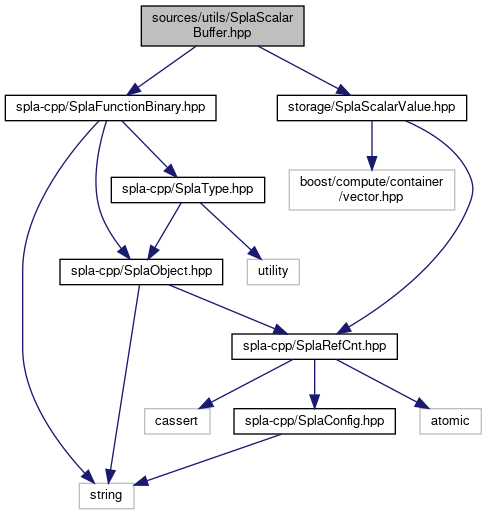 sources/utils/SplaScalar
Buffer.hpp
spla-cpp/SplaFunctionBinary.hpp
storage/SplaScalarValue.hpp
spla-cpp/SplaType.hpp
boost/compute/container
/vector.hpp
spla-cpp/SplaObject.hpp
utility
spla-cpp/SplaRefCnt.hpp
cassert
spla-cpp/SplaConfig.hpp
atomic
string